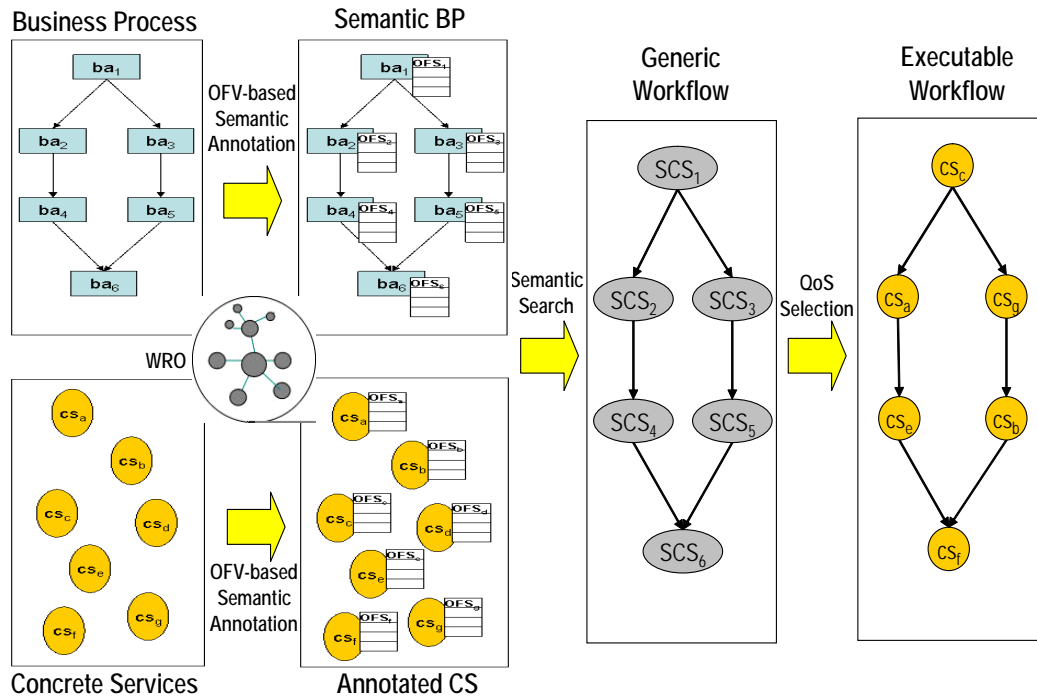 Business Process
Semantic BP
Generic
Workflow
Executable
Workflow
ba1
ba2
ba3
ba4
ba5
ba6
OFV-based
Semantic
Annotation
ba1
OFS1
ba2
OFS2
ba3
OFS3
ba4
OFS4
ba5
OFS5
ba6
OFS6
WRO
Semantic
Search
SCS1
SCS2
SCS3
SCS4
SCS5
SCS6
QoS
Selection
CSc
CSa
CSg
CSe
CSb
CSf
csa
csb
csc
csd
cse
csf
csg
OFV-based
Semantic
Annotation
csa
OFSa
csb
OFSb
csc
OFSc
csd
OFSd
cse
OFSe
csf
OFSf
csg
OFSg
Concrete Services
Annotated CS